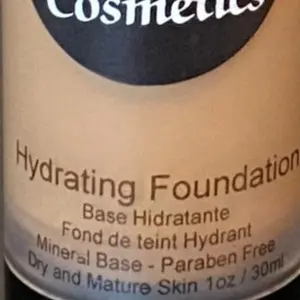 Cosmetics
Hydrating Foundation
Base Hidratante
Fond de teint Hydrant
Mineral Base - Paraben Free
Dry and Mature Skin 1oz / 30ml